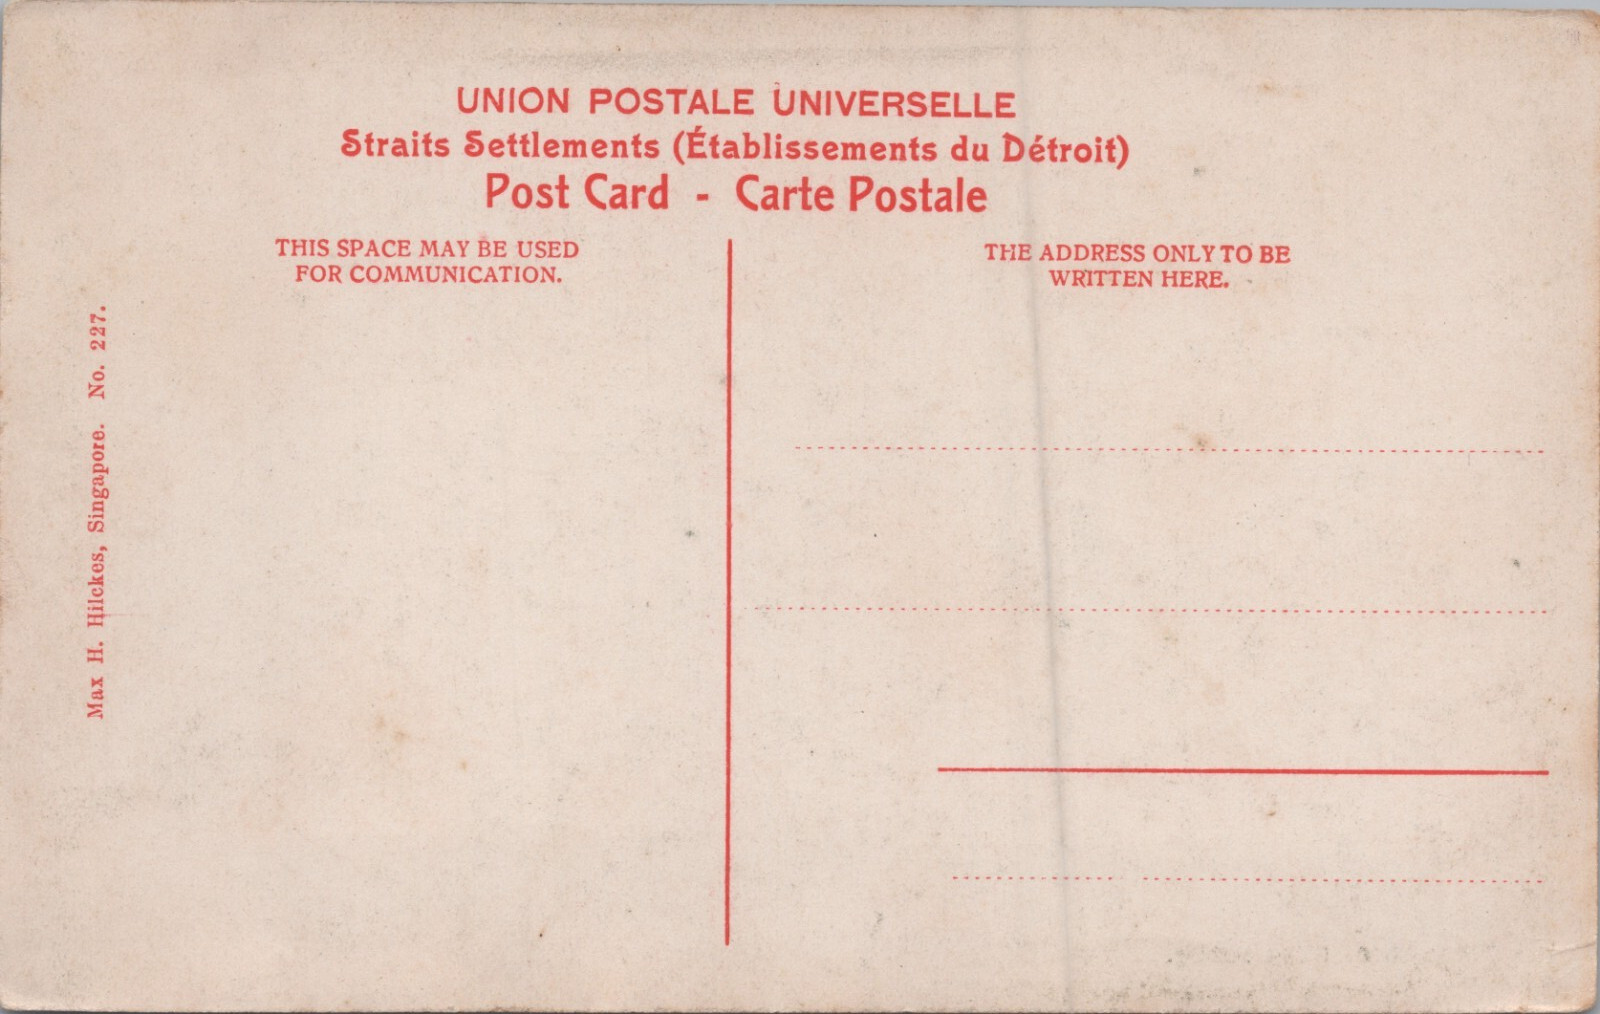 UNION POSTALE UNIVERSELLE
Straits Settlements (Établissements du Détroit)
Post Card - Carte Postale
THIS SPACE MAY BE USED
FOR COMMUNICATION.
THE ADDRESS ONLY TO BE
WRITTEN HERE.
Max H. Hilckes, Singapore. No. 227.